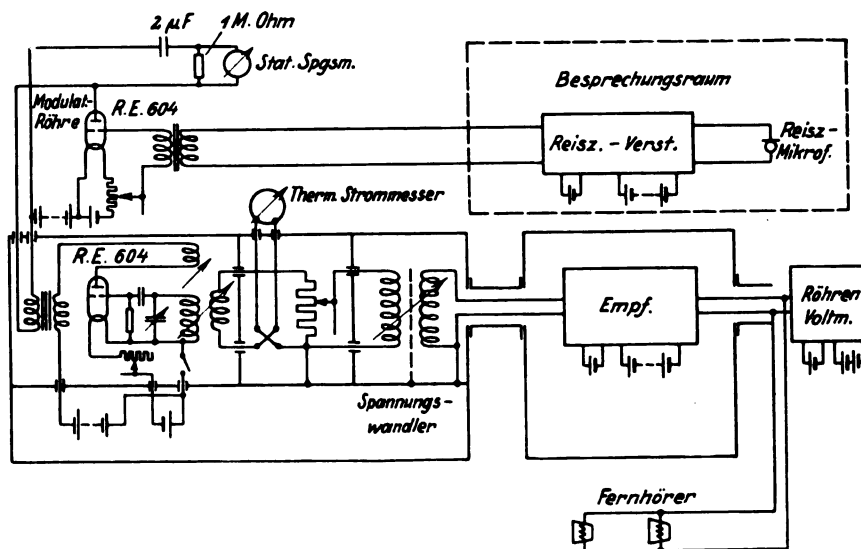 2 µF
1 M. Ohm
Stat. Spgsm.
Modulat.-
Röhre
R.E. 604
Besprechungsraum
Reisz.-Verst.
Reisz-
Mikrof.
Therm. Strommesser
R.E. 604
Empf.
Röhren
Voltm.
Spannungs-
wandler
Fernhörer